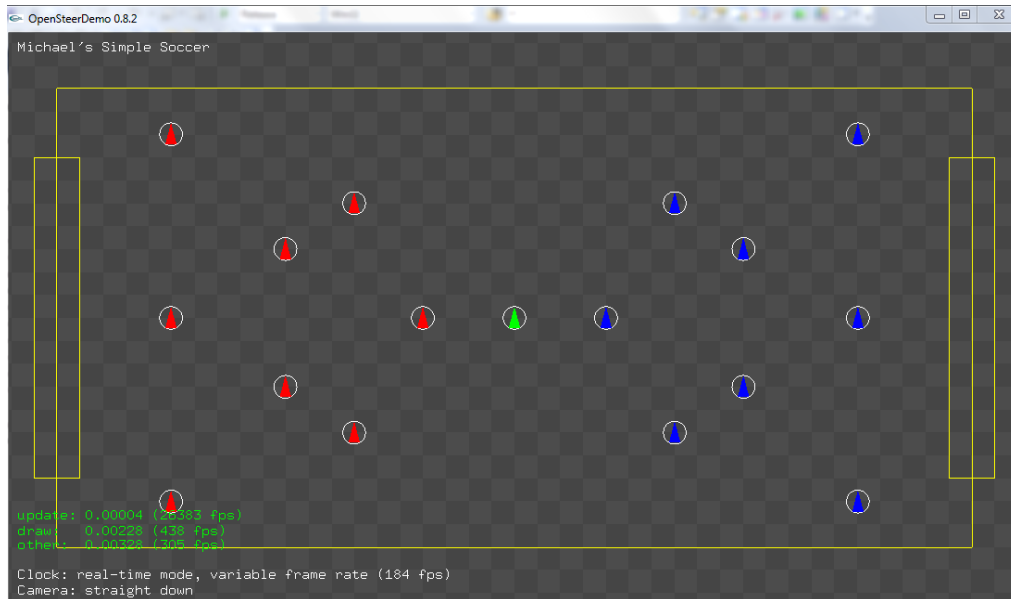 OpenSteerDemo 0.8.2
Michael's Simple Soccer
update: 0.00004 (26383 fps)
draw: 0.00228 (438 fps)
other: 0.00328 (305 fps)
Clock: real-time mode, variable frame rate (184 fps)
Camera: straight down